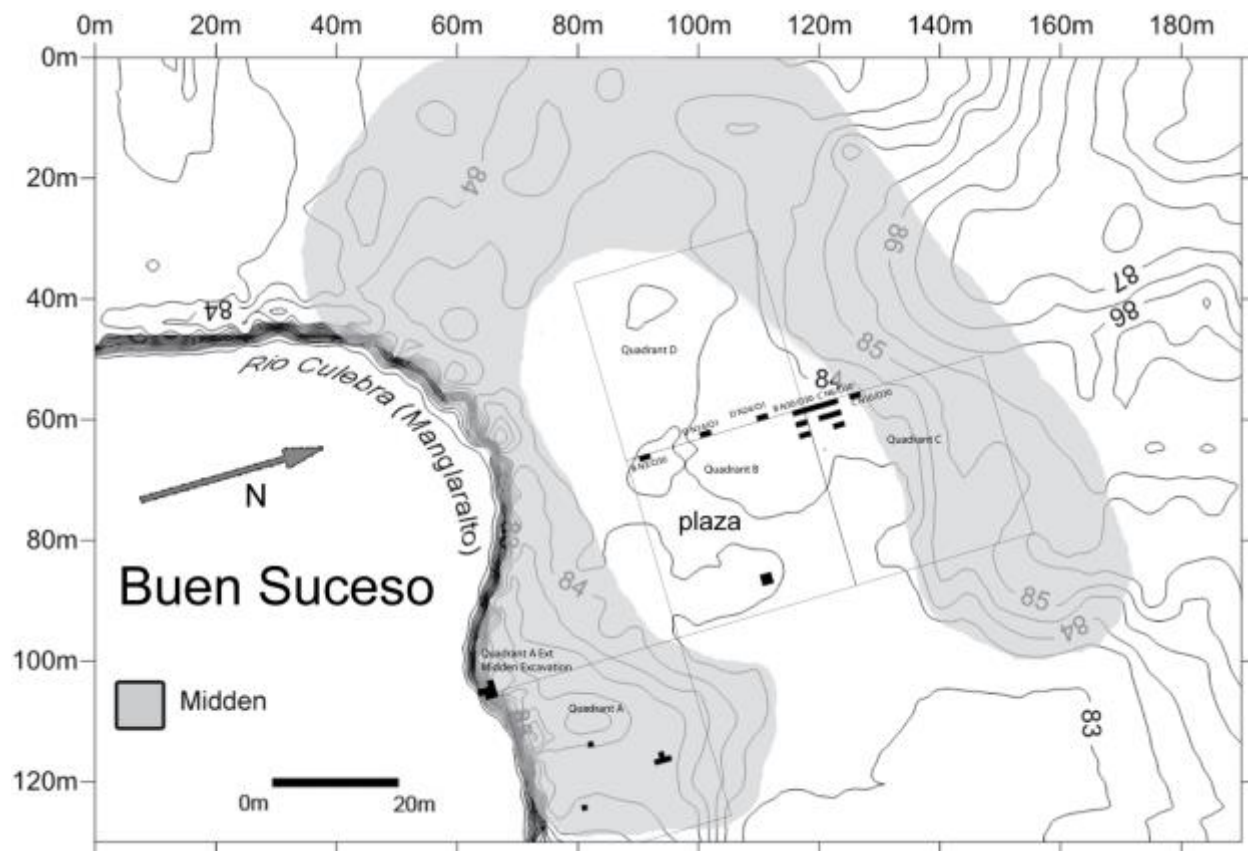 0m 20m 40m 60m 80m 100m 120m 140m 160m 180m
0m
20m
40m
60m
80m
100m
120m
84
86
87
86
84
85
84
Rio Culebra (Manglaralto)
N
Quadrant D
Quadrant C
Quadrant B
plaza
84
85
84
Buen Suceso
Quadrant A Ext
Midden Excavation
Midden
Quadrant A
83
0m 20m